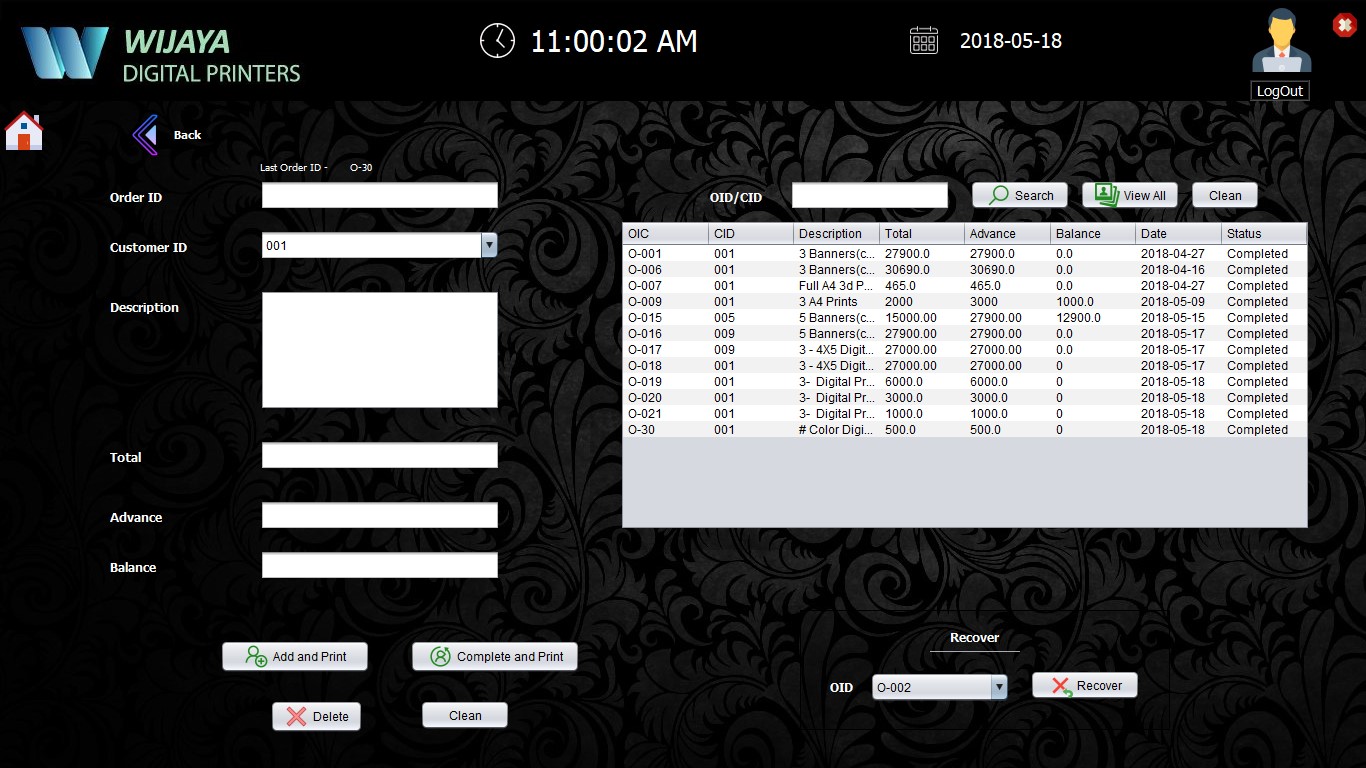 WIJAYA
DIGITAL PRINTERS
11:00:02 AM
2018-05-18
LogOut
Back
Last Order ID - O-30
Order ID
Customer ID 001
Description
Total
Advance
Balance
Add and Print
Complete and Print
Delete
Clean
OID/CID Search View All Clean
OIC CID Description Total Advance Balance Date Status
O-001 001 3 Banners(c... 27900.0 27900.0 0.0 2018-04-27 Completed
O-006 001 3 Banners(c... 30690.0 30690.0 0.0 2018-04-16 Completed
O-007 001 Full A4 3d P... 465.0 465.0 0.0 2018-04-27 Completed
O-009 001 3 A4 Prints 2000 3000 1000.0 2018-05-09 Completed
O-015 005 5 Banners(c... 15000.00 27900.00 12900.0 2018-05-15 Completed
O-016 009 5 Banners(c... 27900.00 27900.00 0.0 2018-05-17 Completed
O-017 009 3 - 4X5 Digit... 27000.00 27000.00 0.0 2018-05-17 Completed
O-018 001 3 - 4X5 Digit... 27000.00 27000.00 0 2018-05-17 Completed
O-019 001 3- Digital Pr... 6000.0 6000.0 0 2018-05-18 Completed
O-020 001 3- Digital Pr... 3000.0 3000.0 0 2018-05-18 Completed
O-021 001 3- Digital Pr... 1000.0 1000.0 0 2018-05-18 Completed
O-30 001 # Color Digi... 500.0 500.0 0 2018-05-18 Completed
Recover
OID O-002 Recover